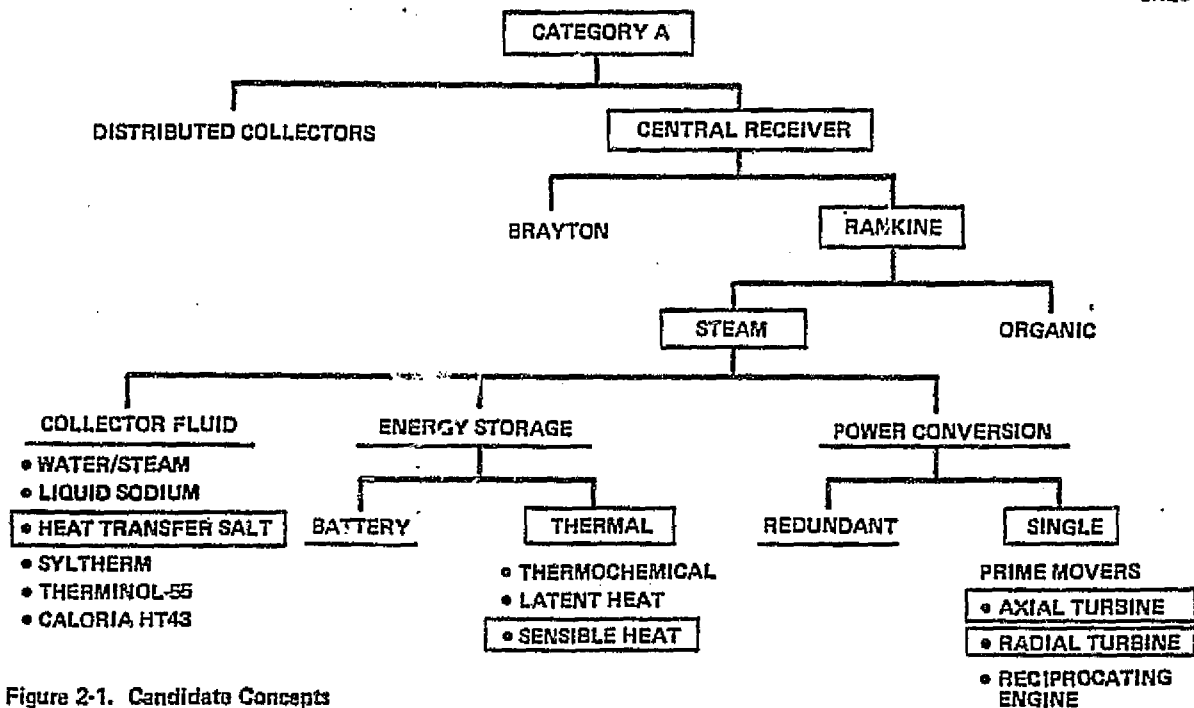 CATEGORY A
DISTRIBUTED COLLECTORS
CENTRAL RECEIVER
BRAYTON
RANKINE
STEAM
ORGANIC
COLLECTOR FLUID
• WATER/STEAM
• LIQUID SODIUM
• HEAT TRANSFER SALT
• SYLTHERM
• THERMINOL-55
• CALORIA HT43
ENERGY STORAGE
BATTERY
THERMAL
• THERMOCHEMICAL
• LATENT HEAT
• SENSIBLE HEAT
POWER CONVERSION
REDUNDANT
SINGLE
PRIME MOVERS
• AXIAL TURBINE
• RADIAL TURBINE
• RECIPROCATING
ENGINE
Figure 2-1. Candidate Concepts